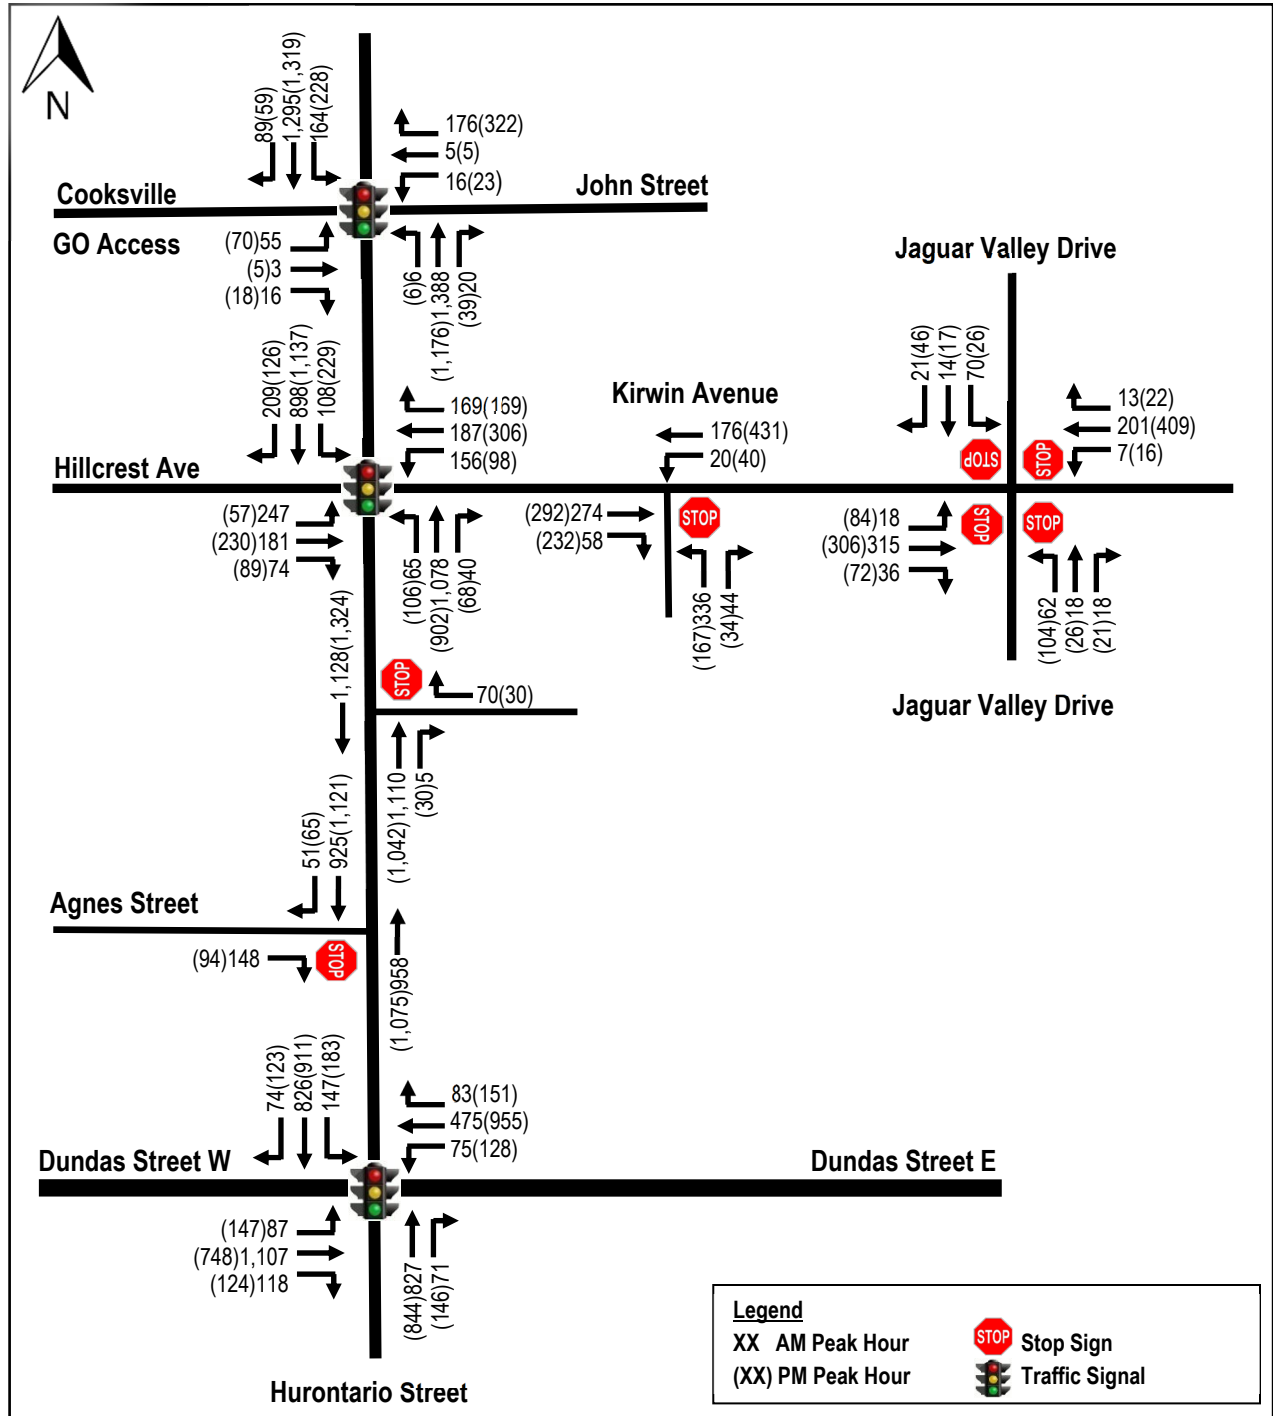 N
89(59)
1,295(1,319)
164(228)
176(322)
5(5)
16(23)
Cooksville
John Street
GO Access
(70)55
(5)3
(18)16
(6)6
(1,176)1,388
(39)20
Jaguar Valley Drive
209(126)
898(1,137)
108(229)
169(169)
187(306)
156(98)
Kirwin Avenue
176(431)
20(40)
21(46)
14(17)
70(26)
13(22)
201(409)
7(16)
Hillcrest Ave
STOP
STOP
(57)247
(230)181
(89)74
(106)65
(902)1,078
(68)40
(292)274
(232)58
STOP
(167)336
(34)44
(84)18
(306)315
(72)36
STOP
STOP
(104)62
(26)18
(21)18
1,128(1,324)
STOP
70(30)
Jaguar Valley Drive
(1,042)1,110
(30)5
51(65)
925(1,121)
Agnes Street
(94)148
STOP
(1,075)958
74(123)
826(911)
147(183)
83(151)
475(955)
75(128)
Dundas Street W
Dundas Street E
(147)87
(748)1,107
(124)118
(844)827
(146)71
Hurontario Street
Legend
XX AM Peak Hour
STOP Stop Sign
(XX) PM Peak Hour
Traffic Signal